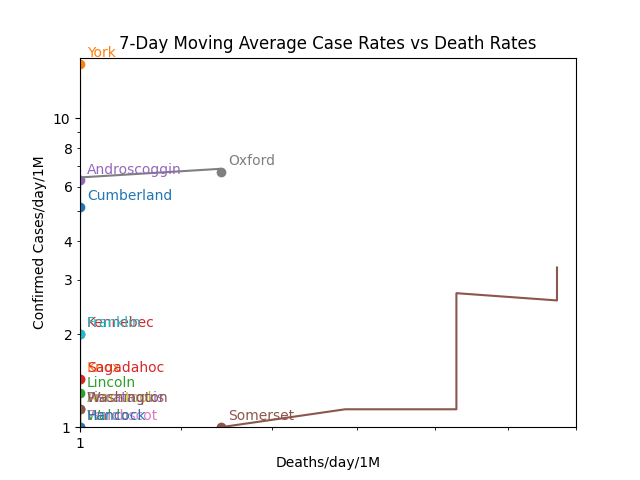 7-Day Moving Average Case Rates vs Death Rates
York
10
Oxford
8
Androscoggin
6
Cumberland
4
3
Kennebec
2
Sagadahoc
Lincoln
Washington
Somerset
1
1
Confirmed Cases/day/1M
Deaths/day/1M